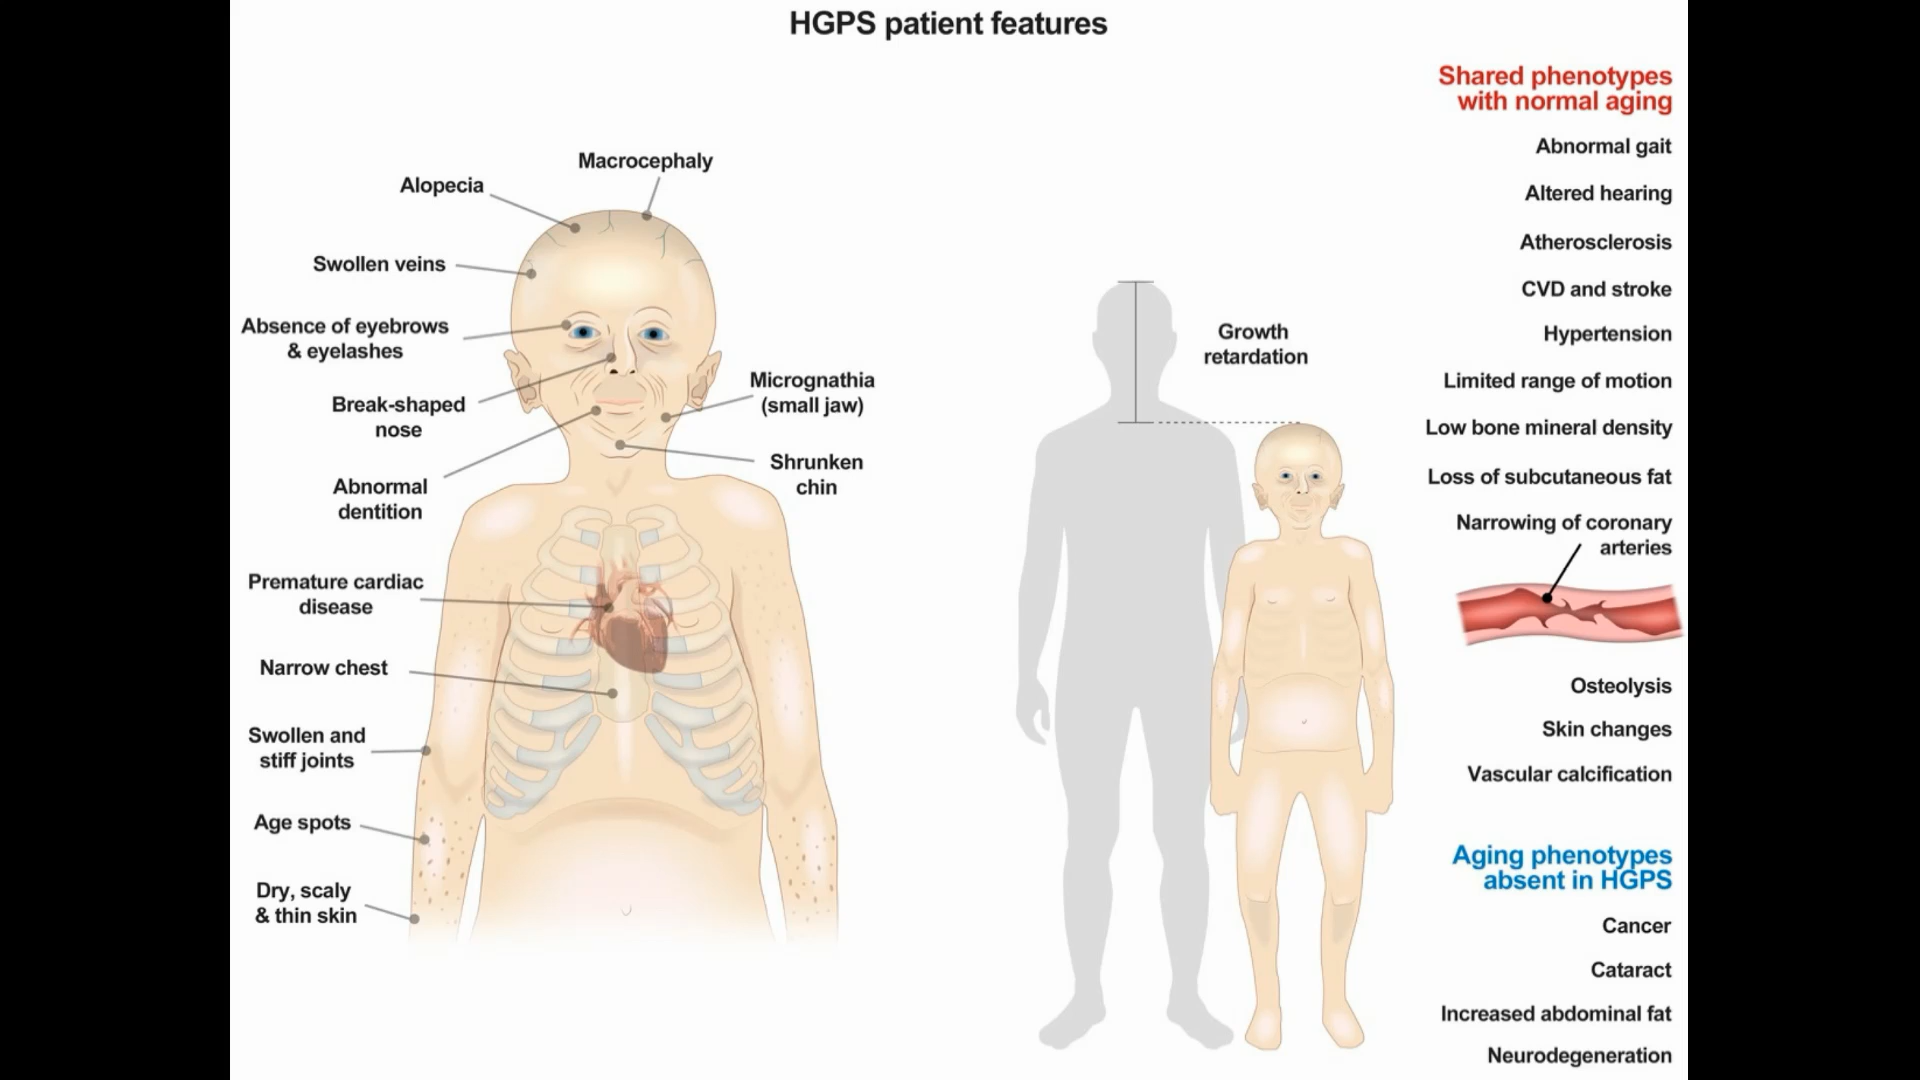 HGPS patient features
Macrocephaly
Alopecia
Swollen veins
Absence of eyebrows
& eyelashes
Break-shaped
nose
Abnormal
dentition
Micrognathia
(small jaw)
Shrunken
chin
Premature cardiac
disease
Narrow chest
Swollen and
stiff joints
Age spots
Dry, scaly
& thin skin
Growth
retardation
Shared phenotypes
with normal aging
Abnormal gait
Altered hearing
Atherosclerosis
CVD and stroke
Hypertension
Limited range of motion
Low bone mineral density
Loss of subcutaneous fat
Narrowing of coronary
arteries
Osteolysis
Skin changes
Vascular calcification
Aging phenotypes
absent in HGPS
Cancer
Cataract
Increased abdominal fat
Neurodegeneration